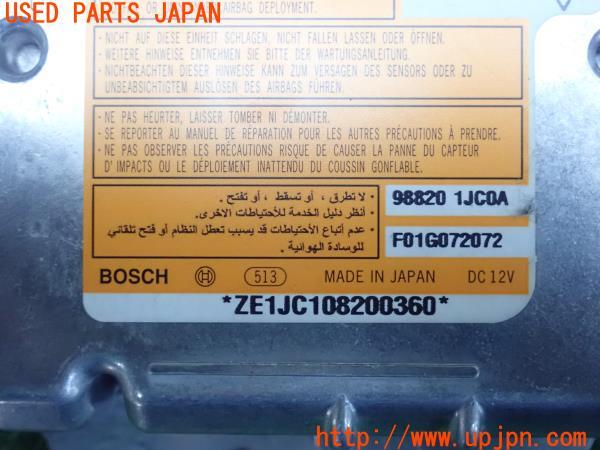 USED PARTS JAPAN
OR AIRBAG DEPLOYMENT.
• NICHT AUF DIESE EINHEIT SCHLAGEN, NICHT FALLEN LASSEN ODER ÖFFNEN.
• WEITERE HINWEISE ENTNEHMEN SIE BITTE DER WARTUNGSANLEITUNG.
• NICHTBEACHTEN DIESER HINWEISE KANN ZUM VERSAGEN DES SENSORS ODER ZU
UNBEABSICHTIGTEM AUSLÖSEN DES AIRBAGS FÜHREN.
• NE PAS HEURTER, LAISSER TOMBER NI DÉMONTER.
• SE REPORTER AU MANUEL DE RÉPARATION POUR LES AUTRES PRÉCAUTIONS À PRENDRE.
• NE PAS OBSERVER LES PRÉCAUTIONS RISQUE DE CAUSER LA PANNE DU CAPTEUR
D'IMPACTS OU LE DÉPLOIEMENT INATTENDU DU COUSSIN GONFLABLE.
• لا تطرق ، أو تسقط ، أو تفتح .
• أنظر دليل الخدمة للأحتياطات الاخرى.
• عدم أتباع الأحتياطات قد يسبب تعطل النظام أو فتح تلقائي
للوسادة الهوائية .
98820 1JC0A
F01G072072
BOSCH 513 MADE IN JAPAN DC 12V
*ZE1JC108200360*
http://www.upjpn.com/